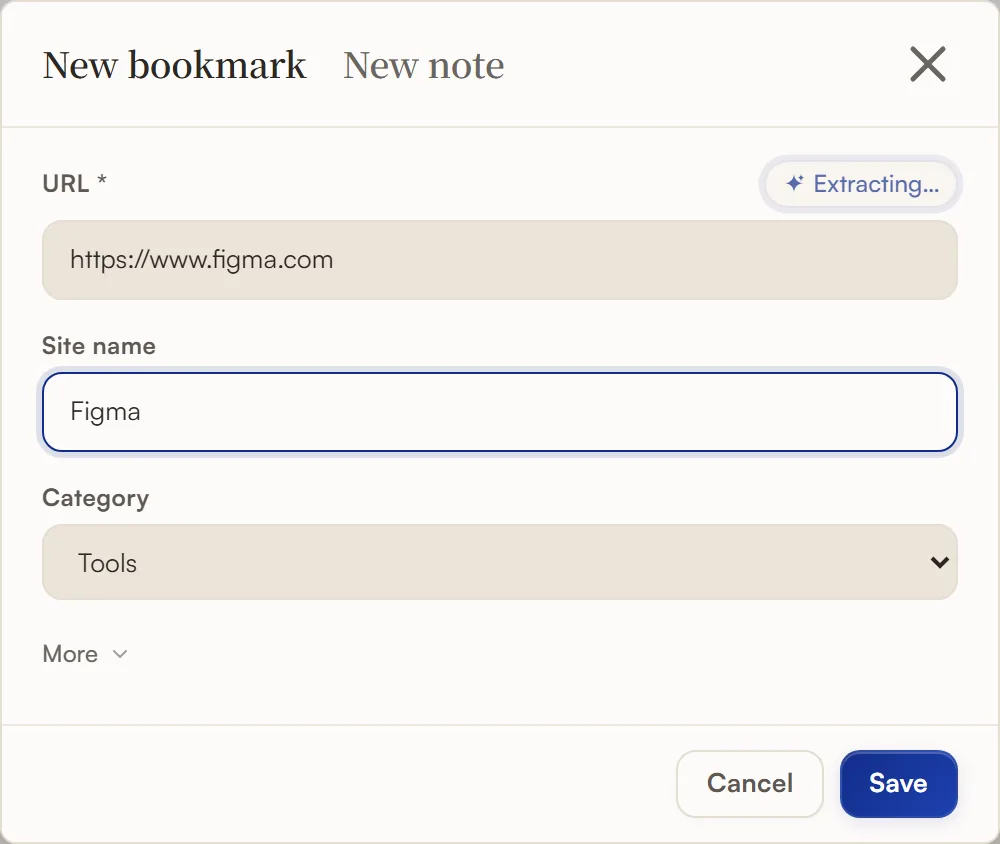 New bookmark New note
URL * Extracting...
https://www.figma.com
Site name
Figma
Category
Tools
More
Cancel Save